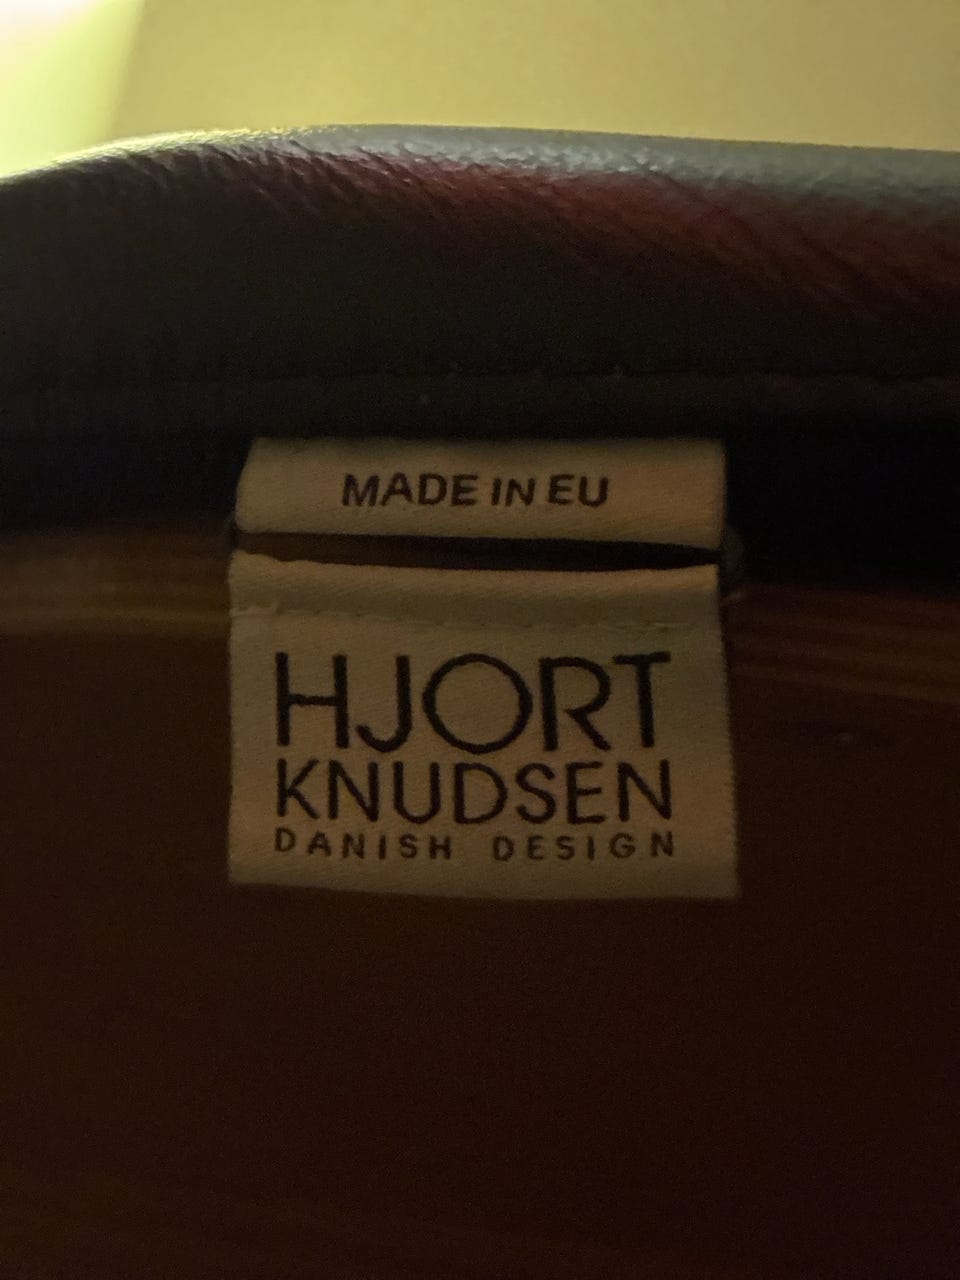 MADE IN EU
HJORT
KNUDSEN
DANISH DESIGN